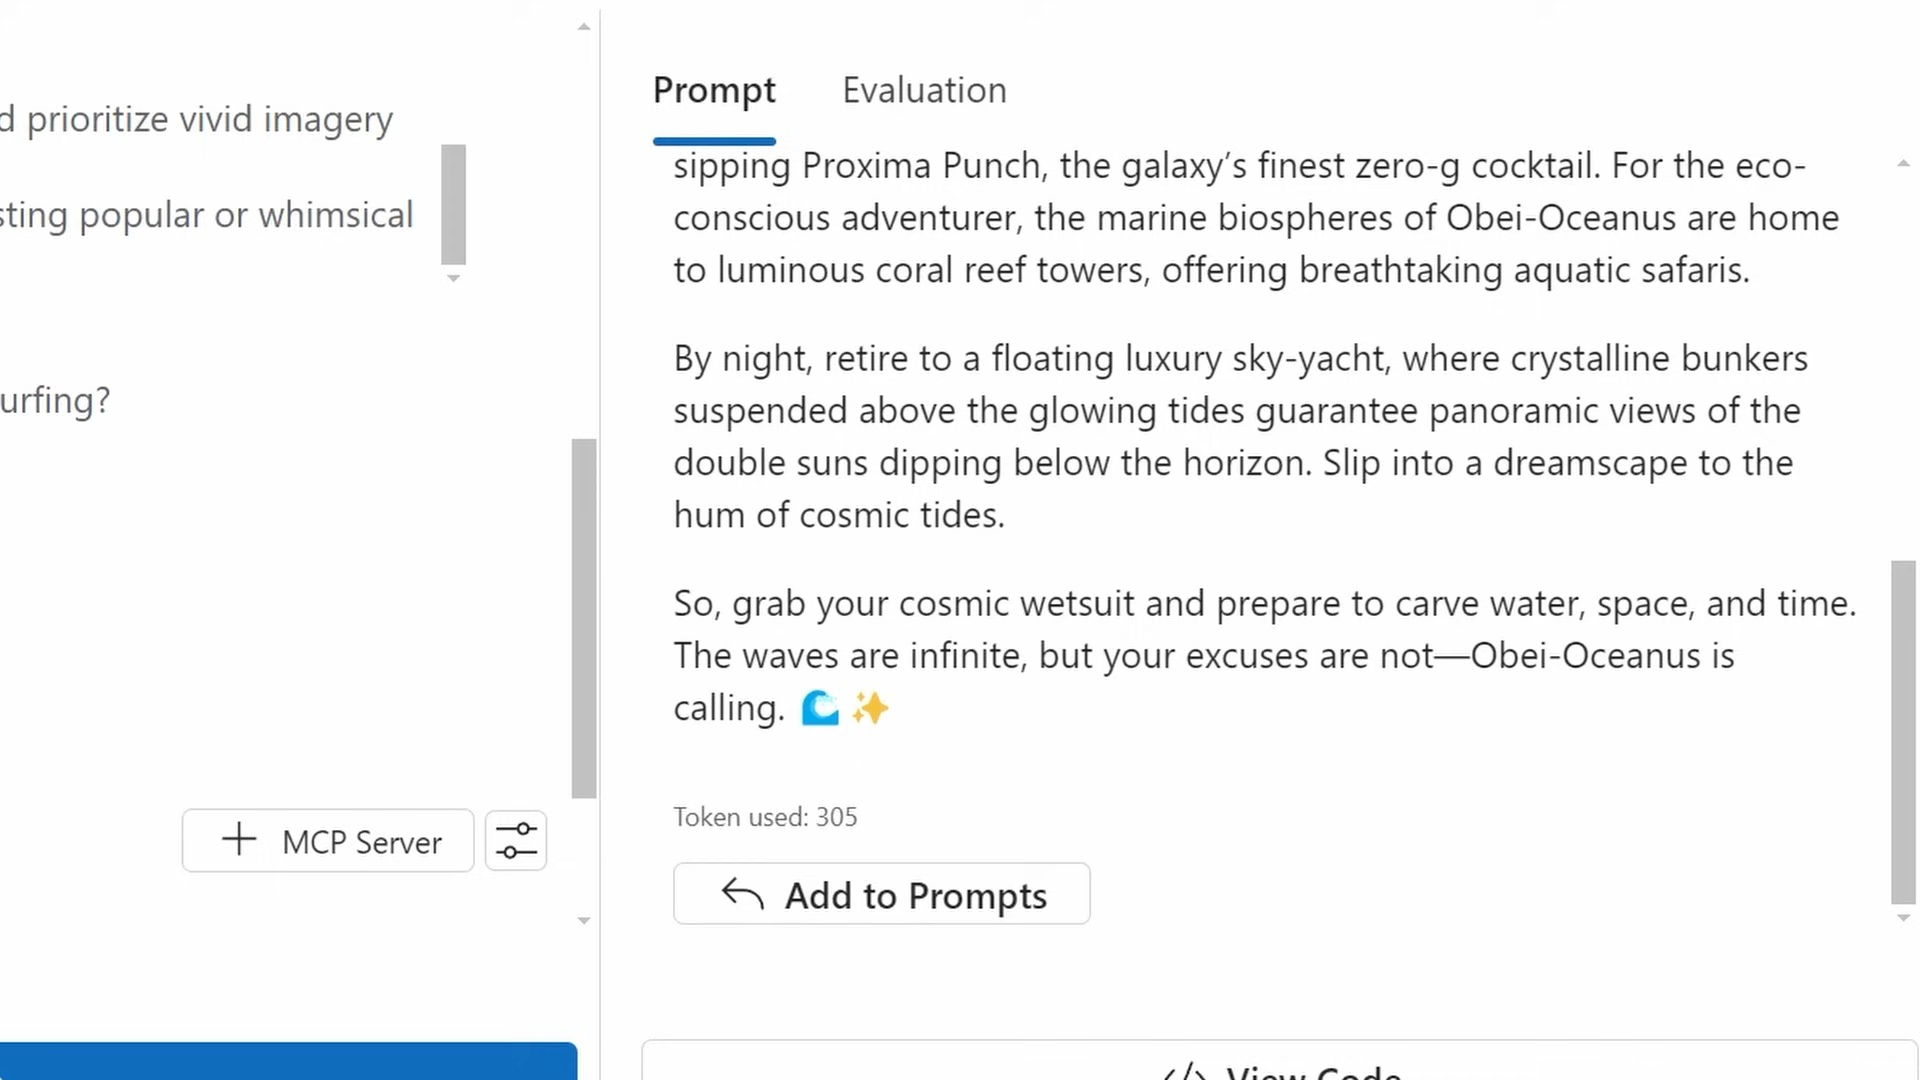 d prioritize vivid imagery
sting popular or whimsical
urfing?
+ MCP Server
Prompt Evaluation
sipping Proxima Punch, the galaxy’s finest zero-g cocktail. For the eco-
conscious adventurer, the marine biospheres of Obei-Oceanus are home
to luminous coral reef towers, offering breathtaking aquatic safaris.
By night, retire to a floating luxury sky-yacht, where crystalline bunkers
suspended above the glowing tides guarantee panoramic views of the
double suns dipping below the horizon. Slip into a dreamscape to the
hum of cosmic tides.
So, grab your cosmic wetsuit and prepare to carve water, space, and time.
The waves are infinite, but your excuses are not—Obei-Oceanus is
calling. 🌊 ✨
Token used: 305
Add to Prompts
</> View Code